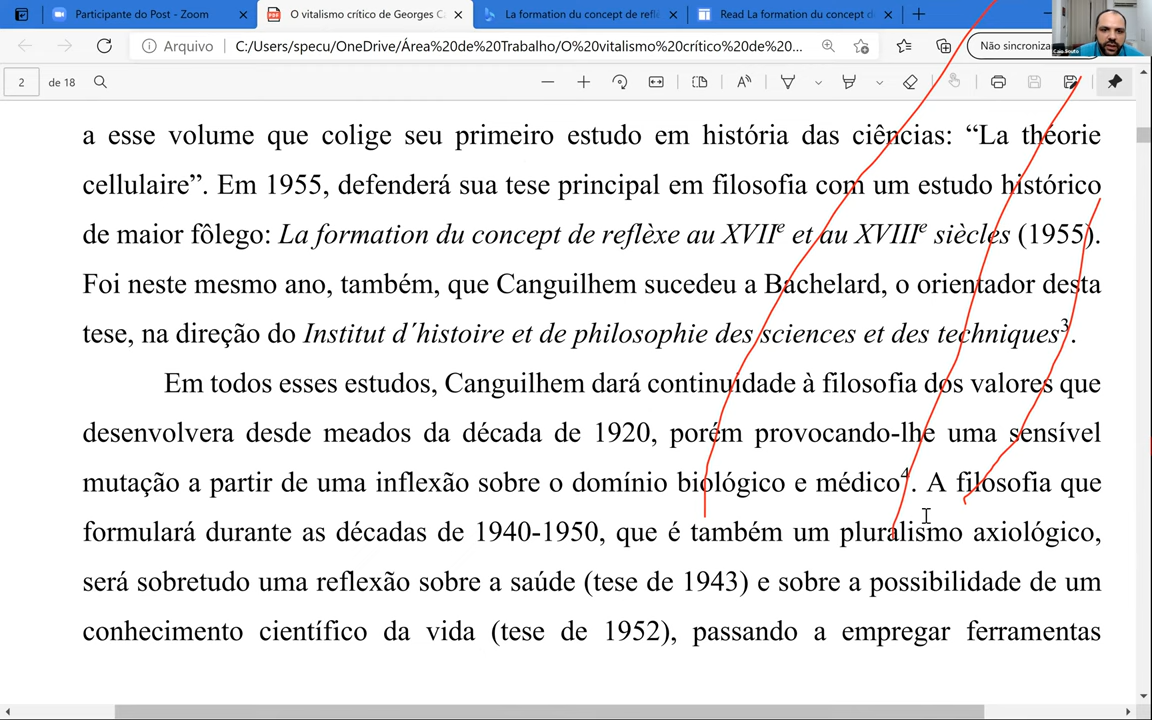 Participante do Post - Zoom
O vitalismo crítico de Georges C
La formation du concept de refle
Read La formation du concept d
Arquivo
C:/Users/specu/OneDrive/Área%20de%20Trabalho/O%20vitalismo%20crítico%20de%20...
Não sincroniza
Caio Souto
2 de 18
a esse volume que colige seu primeiro estudo em história das ciências: “La théorie
cellulaire”. Em 1955, defenderá sua tese principal em filosofia com um estudo histórico
de maior fôlego: La formation du concept de reflèxe au XVIIe et au XVIIIe siècles (1955).
Foi neste mesmo ano, também, que Canguilhem sucedeu a Bachelard, o orientador desta
tese, na direção do Institut d´histoire et de philosophie des sciences et des techniques3.
Em todos esses estudos, Canguilhem dará continuidade à filosofia dos valores que
desenvolvera desde meados da década de 1920, porém provocando-lhe uma sensível
mutação a partir de uma inflexão sobre o domínio biológico e médico4. A filosofia que
formulará durante as décadas de 1940-1950, que é também um pluralismo axiológico,
será sobretudo uma reflexão sobre a saúde (tese de 1943) e sobre a possibilidade de um
conhecimento científico da vida (tese de 1952), passando a empregar ferramentas